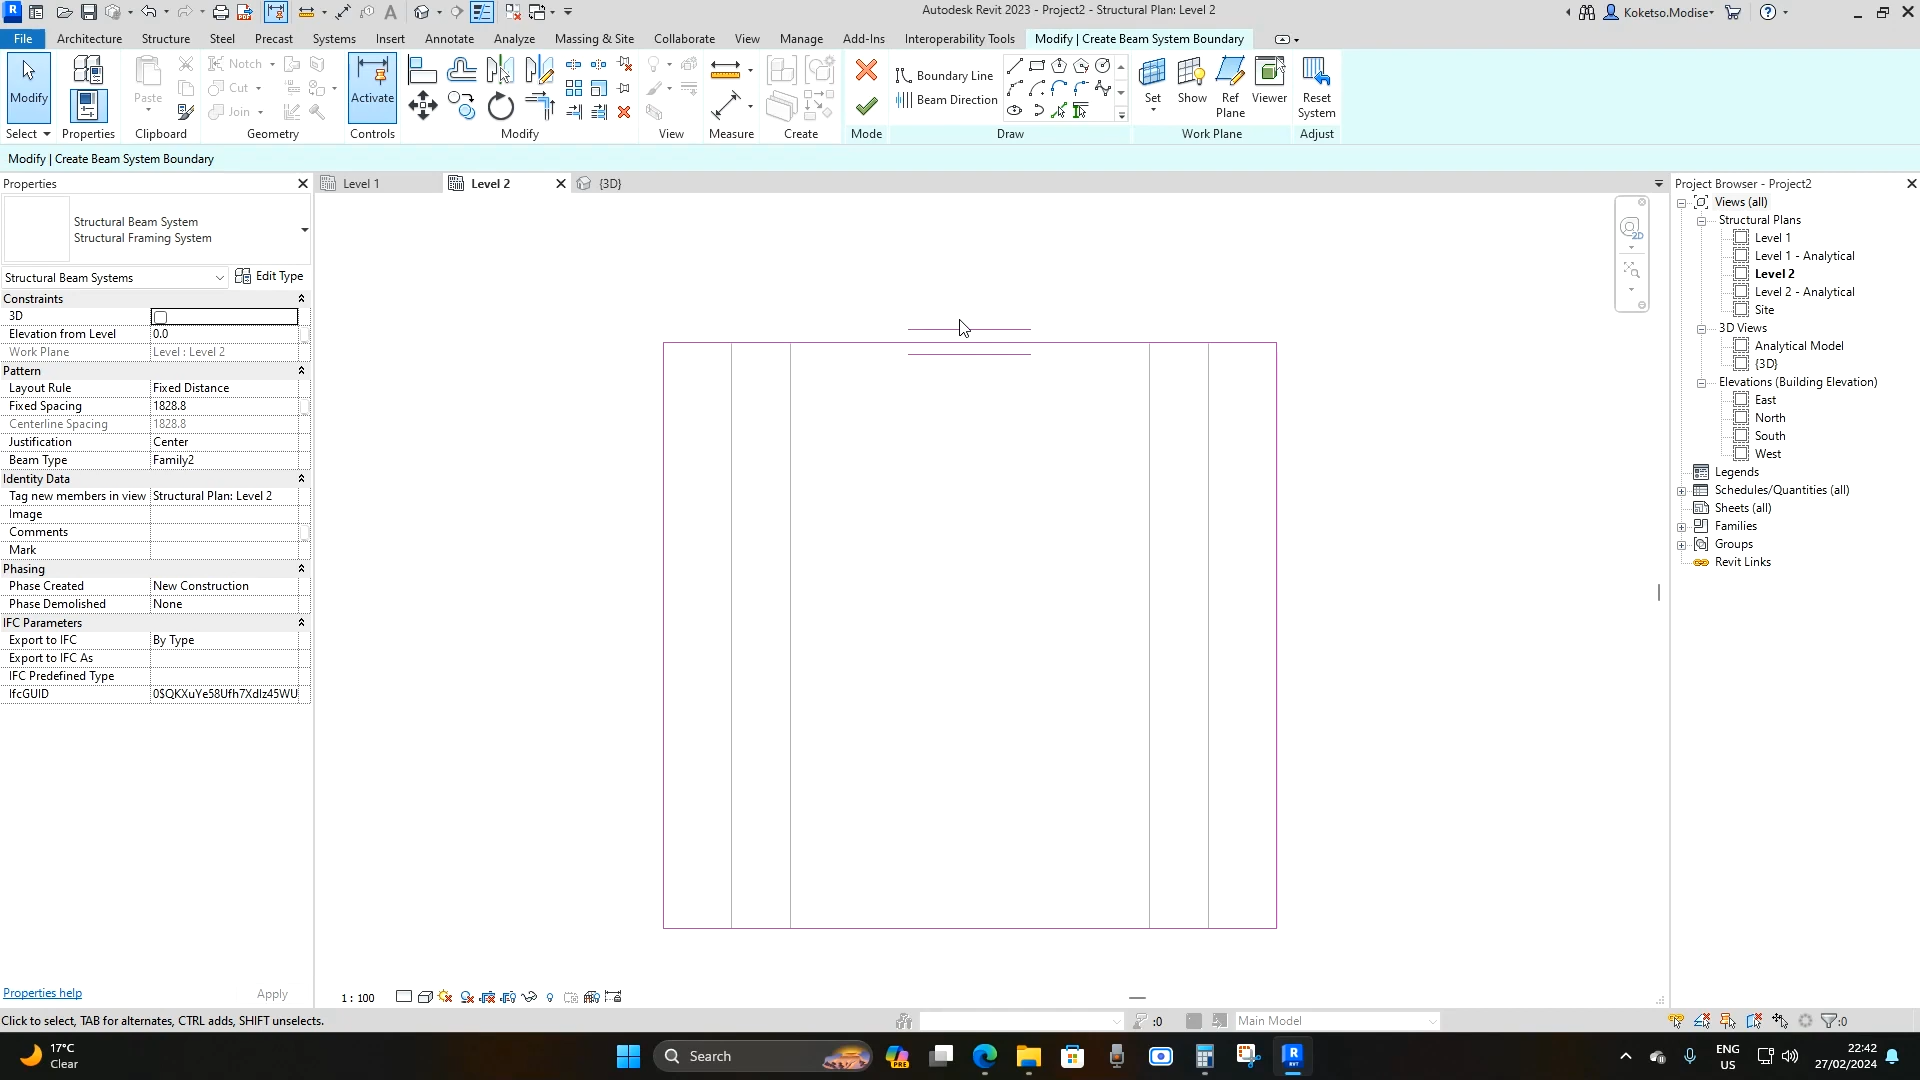 Autodesk Revit 2023 - Project2 - Structural Plan: Level 2
Koketso.Modise
File Architecture Structure Steel Precast Systems Insert Annotate Analyze Massing & Site Collaborate View Manage Add-Ins Interoperability Tools Modify | Create Beam System Boundary
Modify
Paste
Notch
Cut
Join
Activate
Boundary Line
Beam Direction
Set
Show
Ref
Plane
Viewer
Reset
System
Select Properties Clipboard Geometry Controls Modify View Measure Create Mode Draw Work Plane Adjust
Modify | Create Beam System Boundary
Properties
Structural Beam System
Structural Framing System
Structural Beam Systems
Edit Type
Constraints
3D
Elevation from Level 0.0
Work Plane Level : Level 2
Pattern
Layout Rule Fixed Distance
Fixed Spacing 1828.8
Centerline Spacing 1828.8
Justification Center
Beam Type Family2
Identity Data
Tag new members in view Structural Plan: Level 2
Image
Comments
Mark
Phasing
Phase Created New Construction
Phase Demolished None
IFC Parameters
Export to IFC By Type
Export to IFC As
IFC Predefined Type
IfcGUID
Properties help
Apply
Level 1
Level 2
{3D}
2D
1 : 100
Project Browser - Project2
Views (all)
Structural Plans
Level 1
Level 1 - Analytical
Level 2
Level 2 - Analytical
Site
3D Views
Analytical Model
{3D}
Elevations (Building Elevation)
East
North
South
West
Legends
Schedules/Quantities (all)
Sheets (all)
Families
Groups
Revit Links
Click to select, TAB for alternates, CTRL adds, SHIFT unselects.
:0
Main Model
:0
17°C
Clear
Search
PRE
ENG
US
22:42
27/02/2024